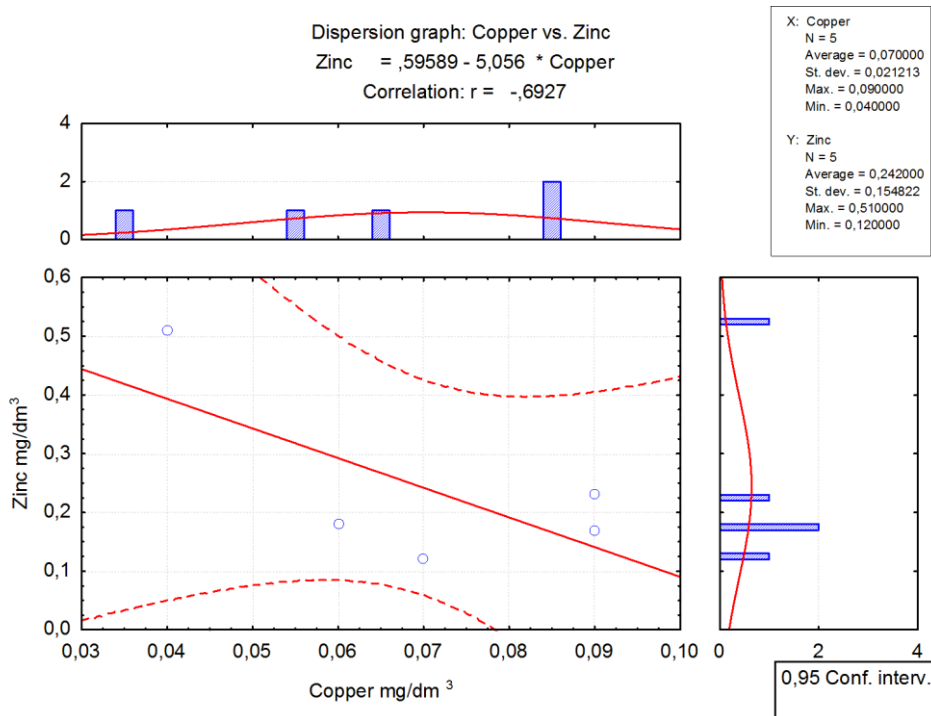 Dispersion graph: Copper vs. Zinc
Zinc = ,59589 - 5,056 * Copper
Correlation: r = -,6927
X: Copper
N = 5
Average = 0,070000
St. dev. = 0,021213
Max. = 0,090000
Min. = 0,040000
Y: Zinc
N = 5
Average = 0,242000
St. dev. = 0,154822
Max. = 0,510000
Min. = 0,120000
4
2
0
0,6
0,5
0,4
0,3
0,2
0,1
0,0
Zinc mg/dm³
0,03 0,04 0,05 0,06 0,07 0,08 0,09 0,10
Copper mg/dm ³
0 2 4
0,95 Conf. interv.